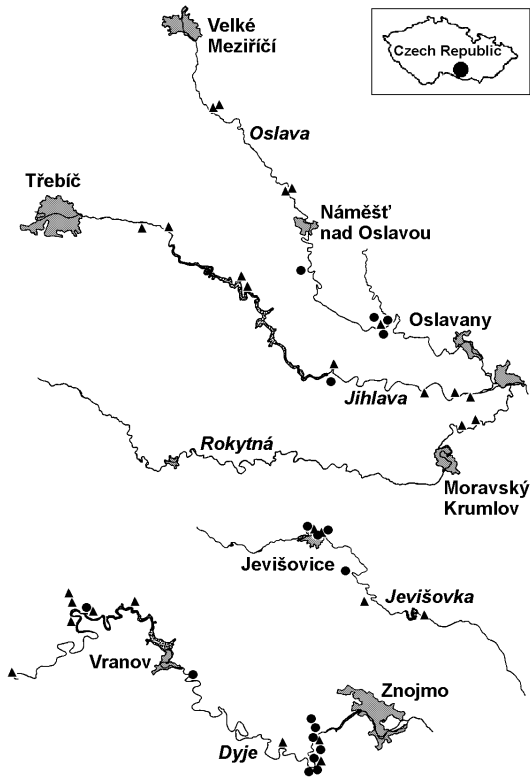 Velké
Meziříčí
Czech Republic
Oslava
Třebíč
Náměšť
nad Oslavou
Oslavany
Jihlava
Rokytná
Moravský
Krumlov
Jevišovice
Jevišovka
Vranov
Znojmo
Dyje